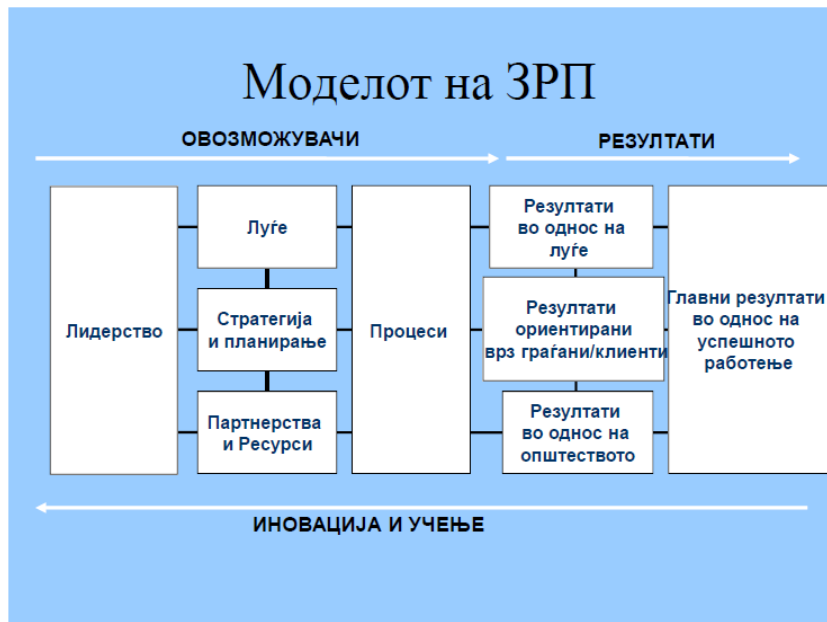 Моделот на ЗРП
ОВОЗМОЖУВАЧИ
РЕЗУЛТАТИ
Лидерство
Луѓе
Стратегија
и планирање
Партнерства
и Ресурси
Процеси
Резултати
во однос на
луѓе
Резултати
ориентирани
врз граѓани/клиенти
Резултати
во однос на
општеството
Главни резултати
во однос на
успешното
работење
ИНОВАЦИЈА И УЧЕЊЕ